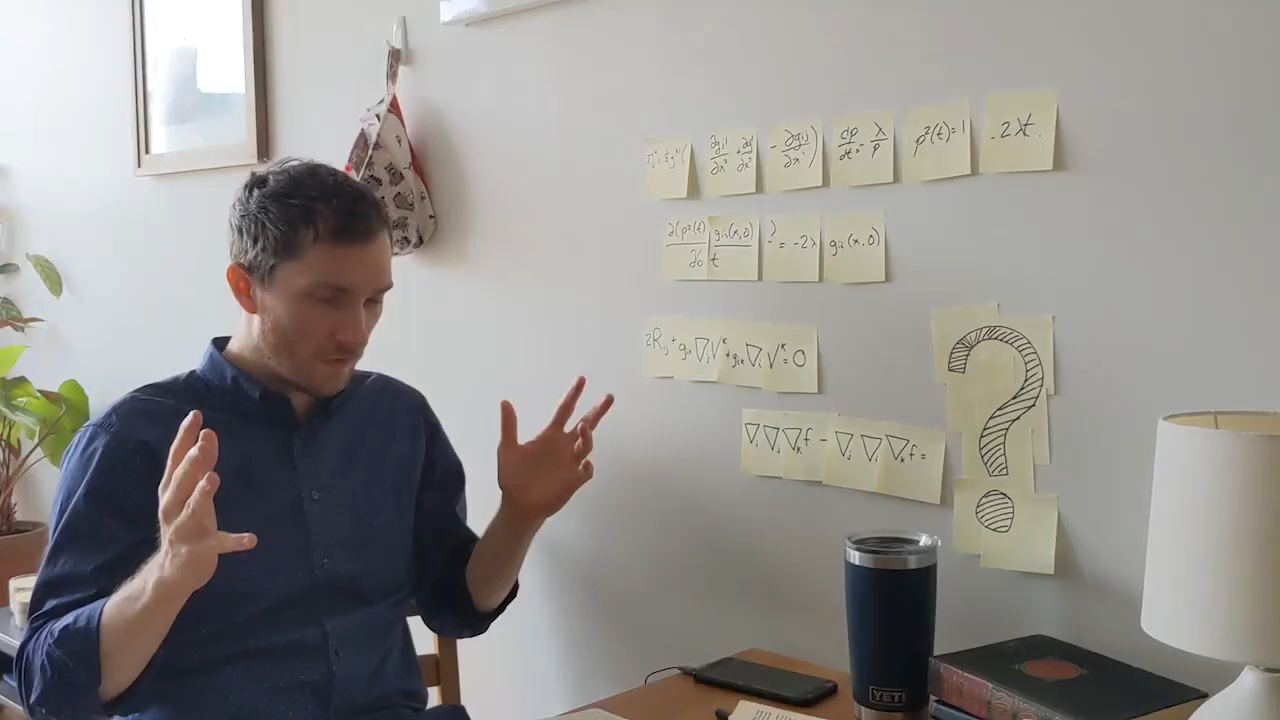 ∂g_jl/∂x^i + ∂g/∂x^j - ∂g_ij/∂x^l) dρ/dt = -λ/ρ ρ²(t)=1 -2λt.
∂(ρ²(t) g_ij(x,0) = -2λ g_ij(x,0)
2R_ij + g_ik ∇_j V^k + g_jk ∇_i V^k = 0
∇_i ∇_j ∇_k f - ∇_j ∇_i ∇_k f =
?
YETI